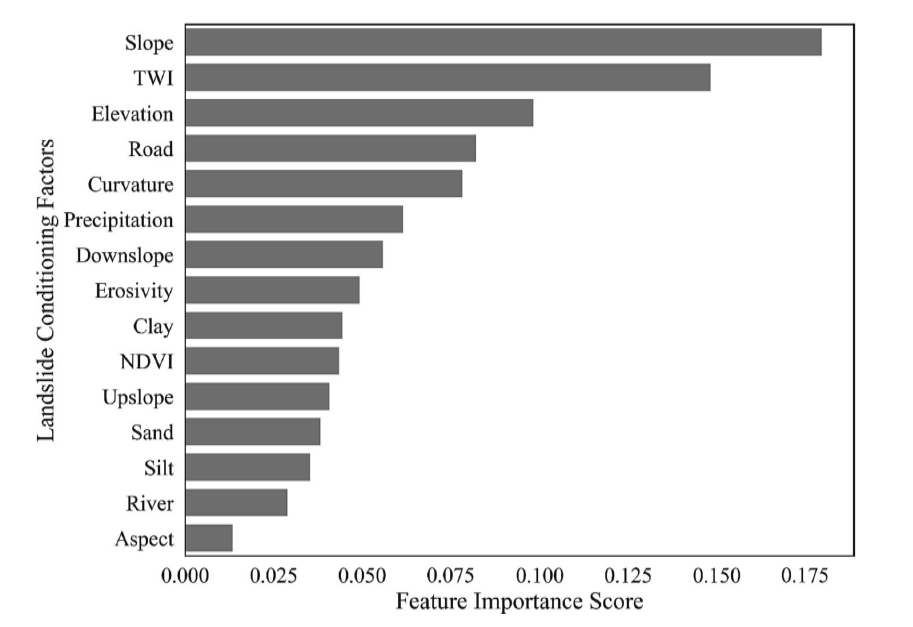 Landslide Conditioning Factors
Slope
TWI
Elevation
Road
Curvature
Precipitation
Downslope
Erosivity
Clay
NDVI
Upslope
Sand
Silt
River
Aspect
0.000 0.025 0.050 0.075 0.100 0.125 0.150 0.175
Feature Importance Score